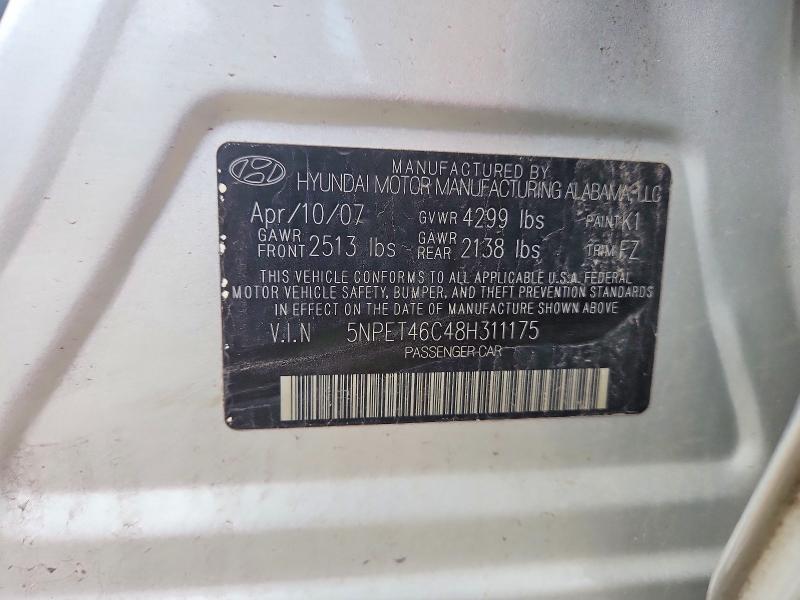 MANUFACTURED BY
HYUNDAI MOTOR MANUFACTURING ALABAMA, LLC
Apr/10/07 GVWR 4299 lbs PAINT K1
GAWR FRONT 2513 lbs GAWR REAR 2138 lbs TRIM FZ
THIS VEHICLE CONFORMS TO ALL APPLICABLE U.S.A. FEDERAL
MOTOR VEHICLE SAFETY, BUMPER, AND THEFT PREVENTION STANDARDS
IN EFFECT ON THE DATE OF MANUFACTURE SHOWN ABOVE
V.I.N 5NPET46C48H311175
PASSENGER CAR